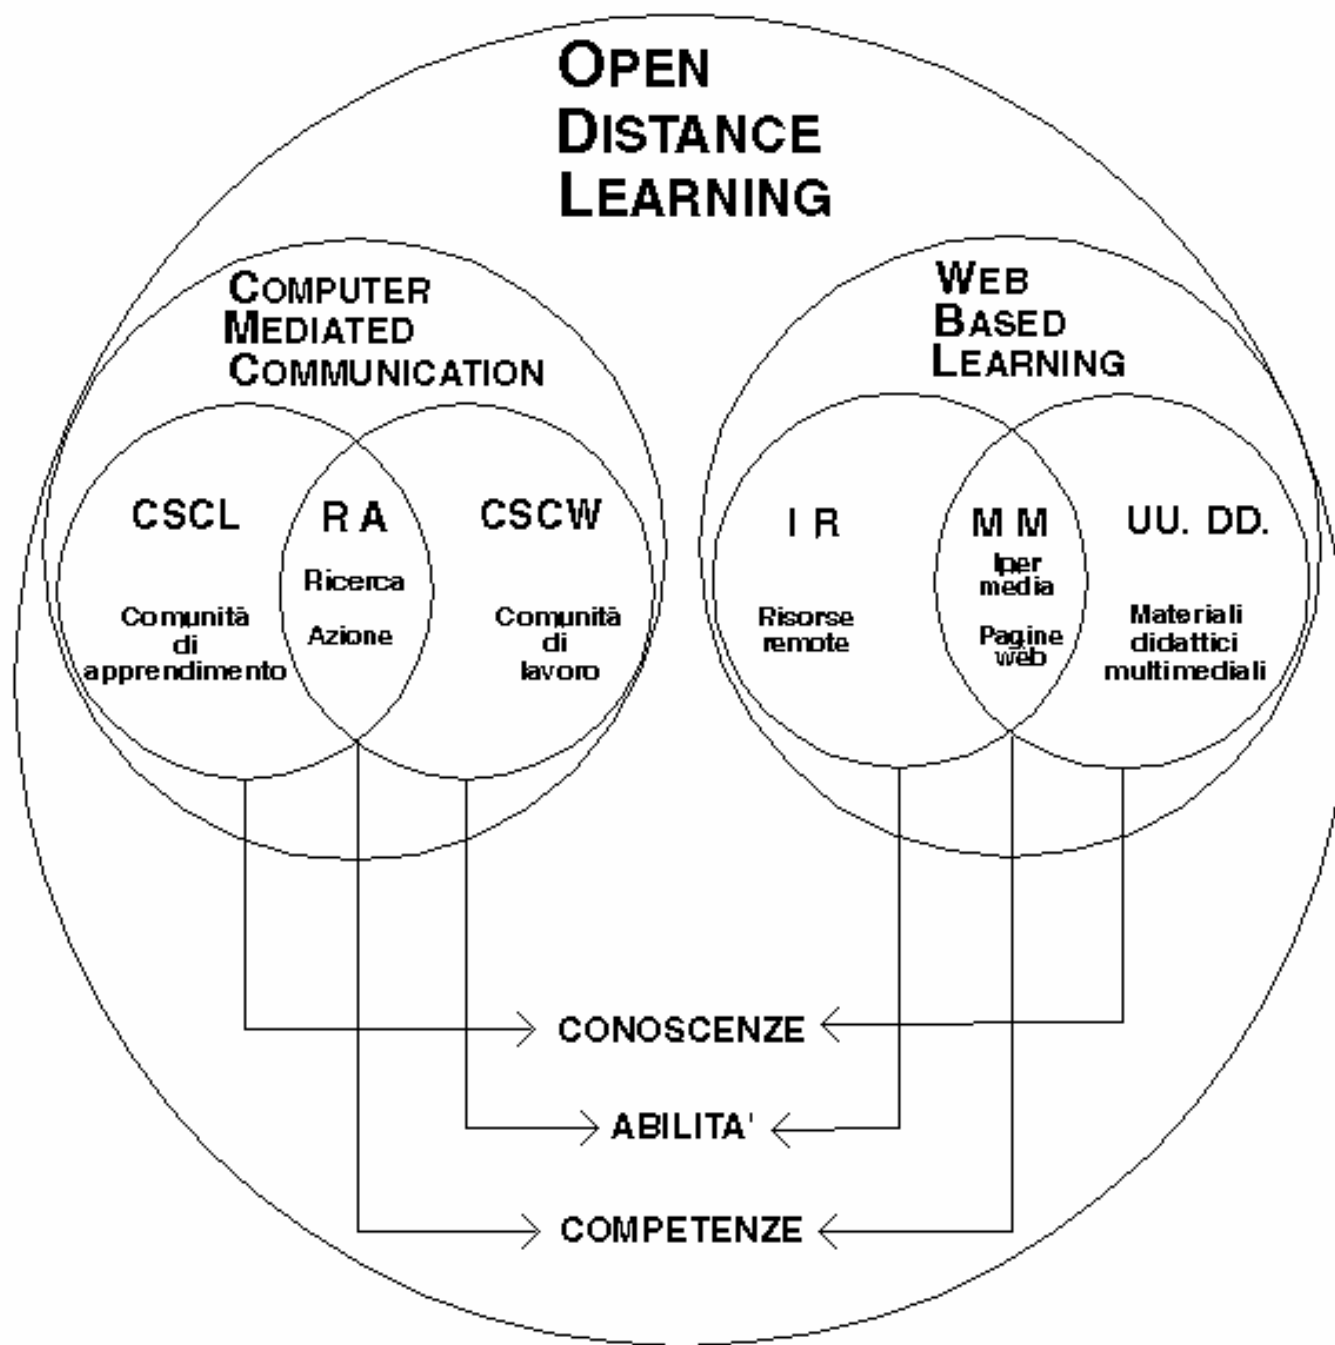 OPEN
DISTANCE
LEARNING
COMPUTER
MEDIATED
COMMUNICATION
WEB
BASED
LEARNING
CSCL
Comunità
di
apprendimento
R A
Ricerca
Azione
CSCW
Comunità
di
lavoro
I R
Risorse
remote
M M
Iper
media
Pagine
web
UU. DD.
Materiali
didattici
multimediali
CONOSCENZE
ABILITA'
COMPETENZE